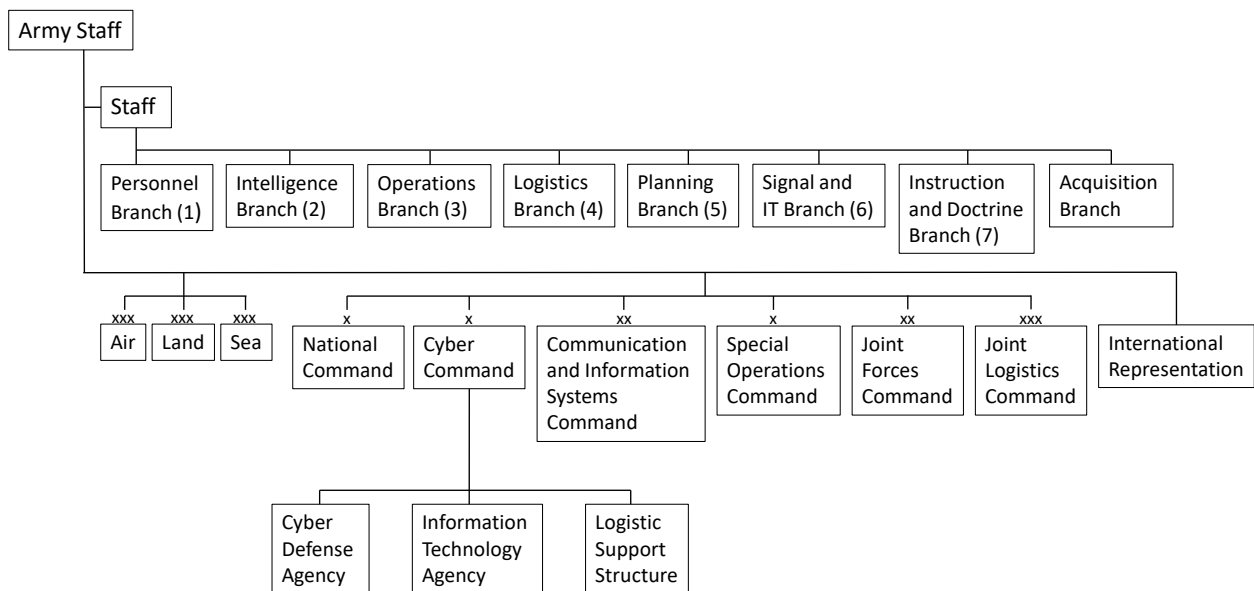 Army Staff
Staff
Personnel
Branch (1)
Intelligence
Branch (2)
Operations
Branch (3)
Logistics
Branch (4)
Planning
Branch (5)
Signal and
IT Branch (6)
Instruction
and Doctrine
Branch (7)
Acquisition
Branch
xxx
Air
xxx
Land
xxx
Sea
x
National
Command
x
Cyber
Command
xx
Communication
and Information
Systems
Command
x
Special
Operations
Command
xx
Joint
Forces
Command
xxx
Joint
Logistics
Command
International
Representation
Cyber
Defense
Agency
Information
Technology
Agency
Logistic
Support
Structure